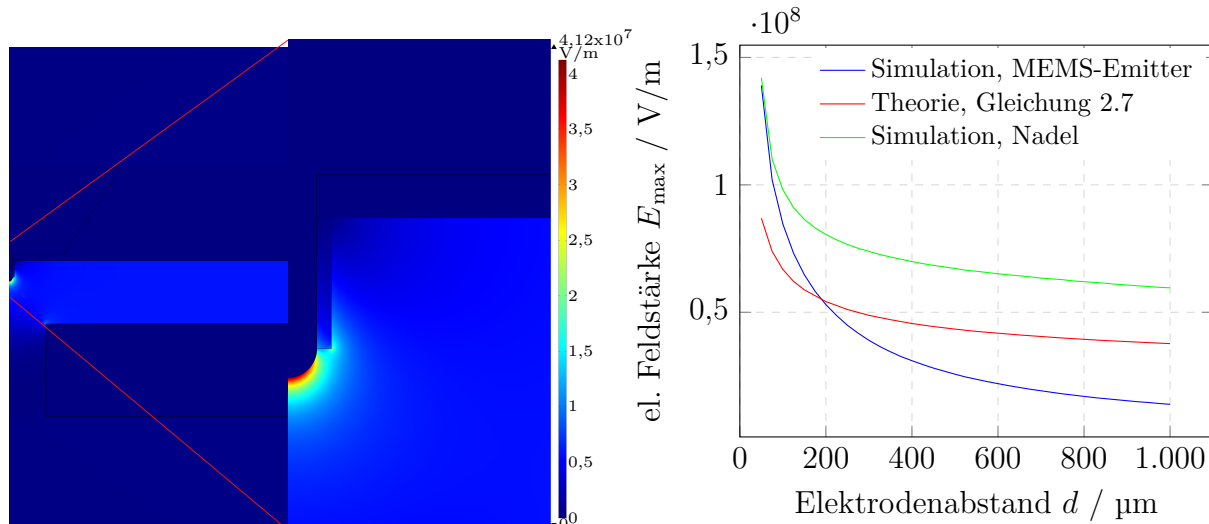 4,12x10⁷
V/m
4
3,5
3
2,5
2
1,5
1
0,5
0
·10⁸
1,5
1
0,5
el. Feldstärke E_max / V/m
Simulation, MEMS-Emitter
Theorie, Gleichung 2.7
Simulation, Nadel
0 200 400 600 800 1.000
Elektrodenabstand d / µm